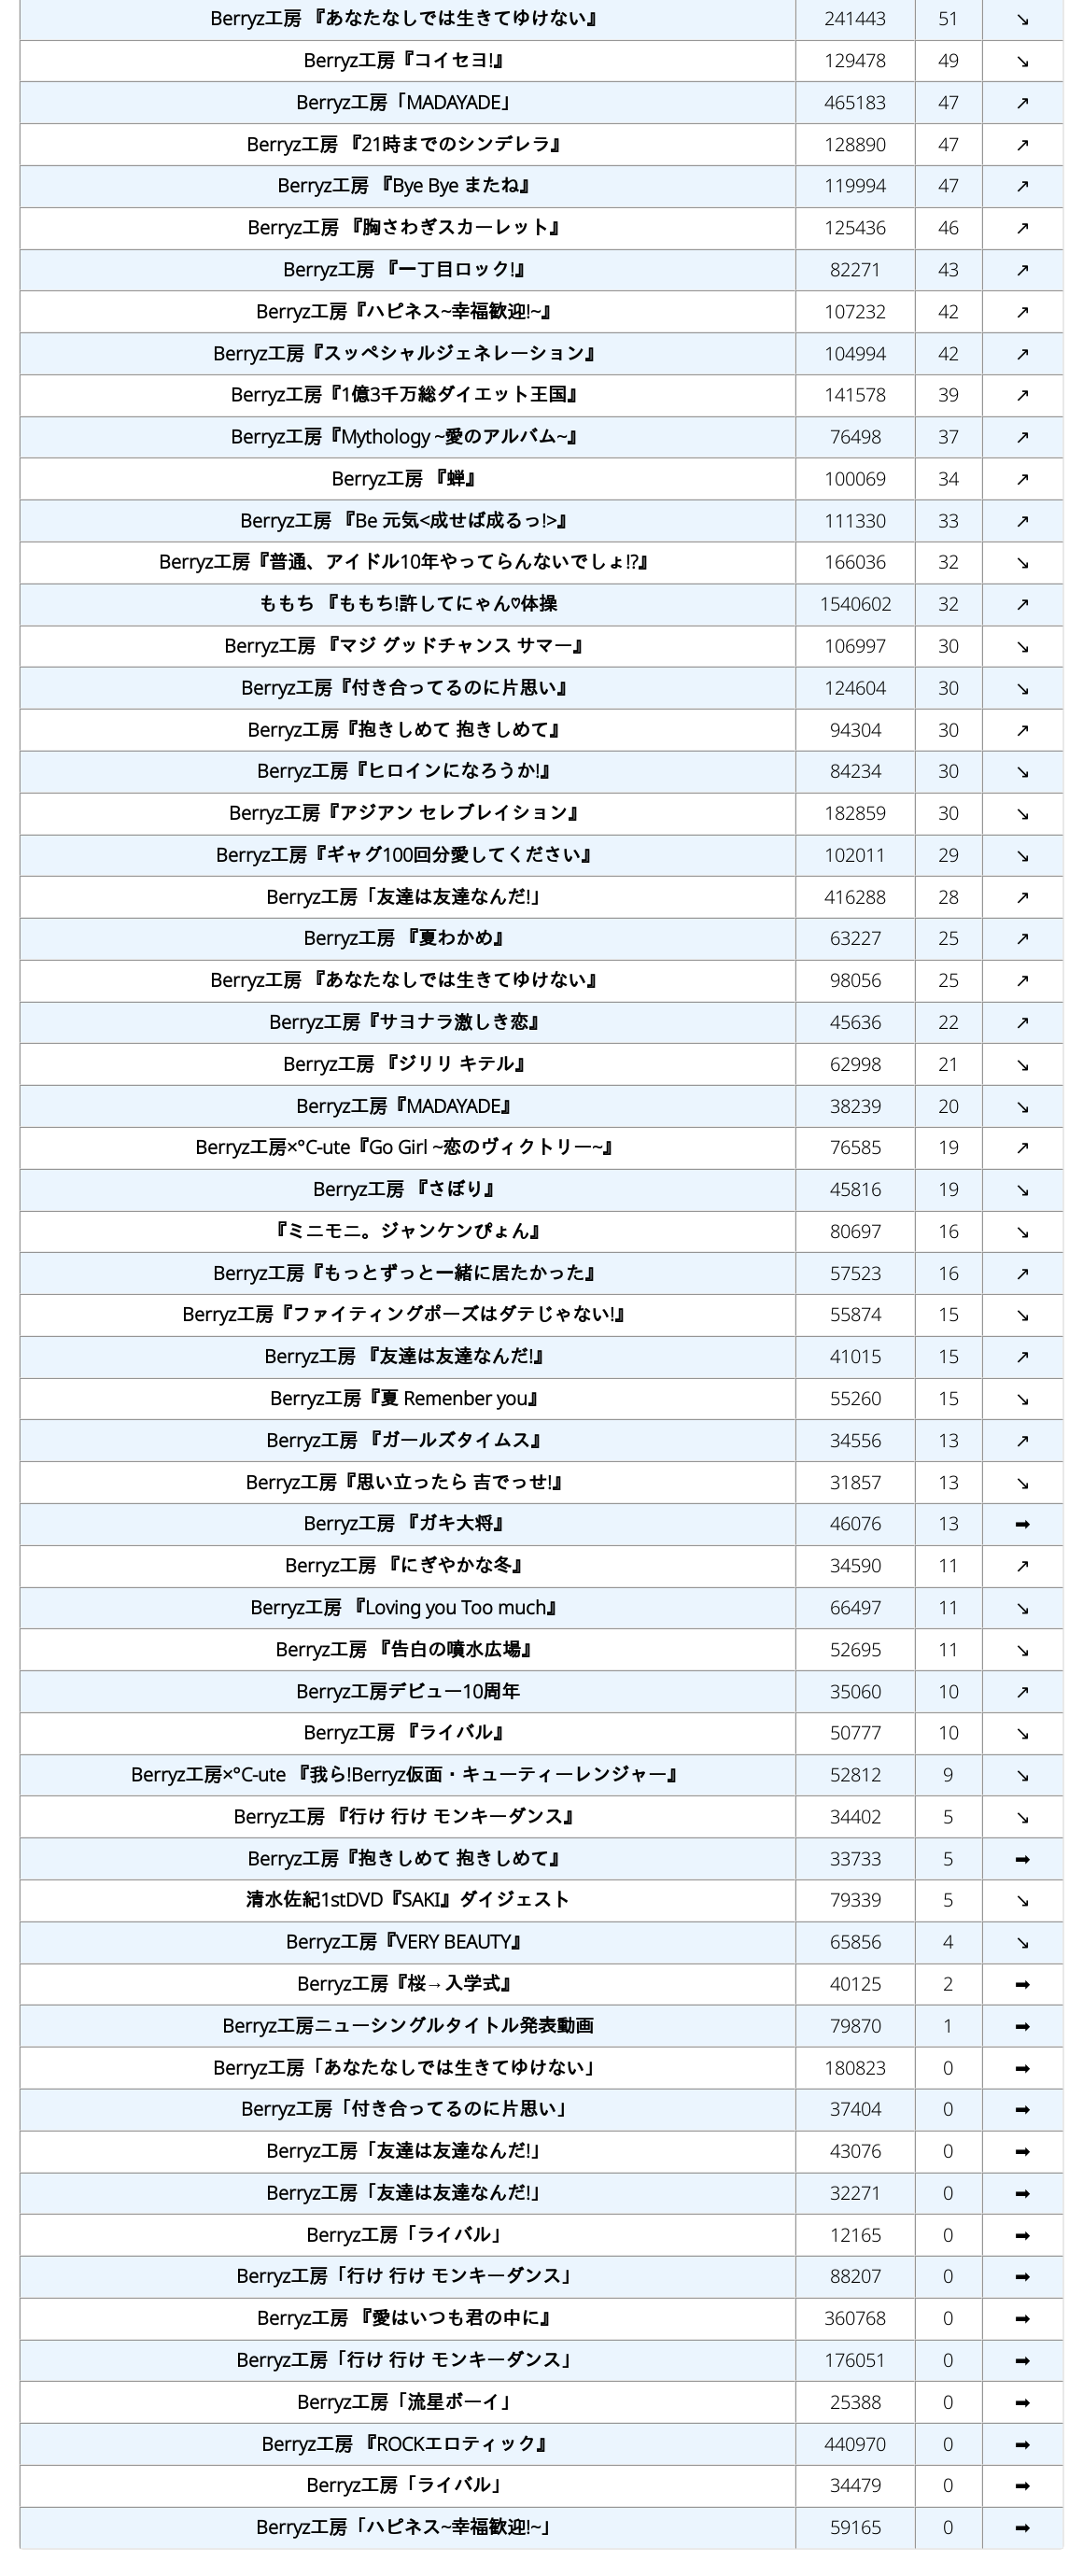 Berryz工房 『あなたなしでは生きてゆけない』 241443 51 ↘
Berryz工房『コイセヨ!』 129478 49 ↘
Berryz工房「MADAYADE」 465183 47 ↗
Berryz工房 『21時までのシンデレラ』 128890 47 ↗
Berryz工房 『Bye Bye またね』 119994 47 ↗
Berryz工房 『胸さわぎスカーレット』 125436 46 ↗
Berryz工房 『一丁目ロック!』 82271 43 ↗
Berryz工房『ハピネス~幸福歓迎!~』 107232 42 ↗
Berryz工房『スッペシャルジェネレーション』 104994 42 ↗
Berryz工房『1億3千万総ダイエット王国』 141578 39 ↗
Berryz工房『Mythology ~愛のアルバム~』 76498 37 ↗
Berryz工房 『蝉』 100069 34 ↗
Berryz工房 『Be 元気<成せば成るっ!>』 111330 33 ↗
Berryz工房『普通、アイドル10年やってらんないでしょ!?』 166036 32 ↘
ももち 『ももち!許してにゃん♡体操 1540602 32 ↗
Berryz工房 『マジ グッドチャンス サマー』 106997 30 ↘
Berryz工房『付き合ってるのに片思い』 124604 30 ↘
Berryz工房『抱きしめて 抱きしめて』 94304 30 ↗
Berryz工房『ヒロインになろうか!』 84234 30 ↘
Berryz工房『アジアン セレブレイション』 182859 30 ↘
Berryz工房『ギャグ100回分愛してください』 102011 29 ↘
Berryz工房「友達は友達なんだ!」 416288 28 ↗
Berryz工房 『夏わかめ』 63227 25 ↗
Berryz工房 『あなたなしでは生きてゆけない』 98056 25 ↗
Berryz工房『サヨナラ激しき恋』 45636 22 ↗
Berryz工房 『ジリリ キテル』 62998 21 ↘
Berryz工房『MADAYADE』 38239 20 ↘
Berryz工房×°C-ute『Go Girl ~恋のヴィクトリー~』 76585 19 ↗
Berryz工房 『さぼり』 45816 19 ↘
『ミニモニ。ジャンケンぴょん』 80697 16 ↘
Berryz工房『もっとずっと一緒に居たかった』 57523 16 ↗
Berryz工房『ファイティングポーズはダテじゃない!』 55874 15 ↘
Berryz工房 『友達は友達なんだ!』 41015 15 ↗
Berryz工房『夏 Remenber you』 55260 15 ↘
Berryz工房 『ガールズタイムス』 34556 13 ↗
Berryz工房『思い立ったら 吉でっせ!』 31857 13 ↘
Berryz工房 『ガキ大将』 46076 13 ➡
Berryz工房 『にぎやかな冬』 34590 11 ↗
Berryz工房 『Loving you Too much』 66497 11 ↘
Berryz工房 『告白の噴水広場』 52695 11 ↘
Berryz工房デビュー10周年 35060 10 ↗
Berryz工房 『ライバル』 50777 10 ↘
Berryz工房×°C-ute 『我ら!Berryz仮面・キューティーレンジャー』 52812 9 ↘
Berryz工房 『行け 行け モンキーダンス』 34402 5 ↘
Berryz工房『抱きしめて 抱きしめて』 33733 5 ➡
清水佐紀1stDVD『SAKI』ダイジェスト 79339 5 ↘
Berryz工房『VERY BEAUTY』 65856 4 ↘
Berryz工房『桜→入学式』 40125 2 ➡
Berryz工房ニューシングルタイトル発表動画 79870 1 ➡
Berryz工房「あなたなしでは生きてゆけない」 180823 0 ➡
Berryz工房「付き合ってるのに片思い」 37404 0 ➡
Berryz工房「友達は友達なんだ!」 43076 0 ➡
Berryz工房「友達は友達なんだ!」 32271 0 ➡
Berryz工房「ライバル」 12165 0 ➡
Berryz工房「行け 行け モンキーダンス」 88207 0 ➡
Berryz工房 『愛はいつも君の中に』 360768 0 ➡
Berryz工房「行け 行け モンキーダンス」 176051 0 ➡
Berryz工房「流星ボーイ」 25388 0 ➡
Berryz工房 『ROCKエロティック』 440970 0 ➡
Berryz工房「ライバル」 34479 0 ➡
Berryz工房「ハピネス~幸福歓迎!~」 59165 0 ➡